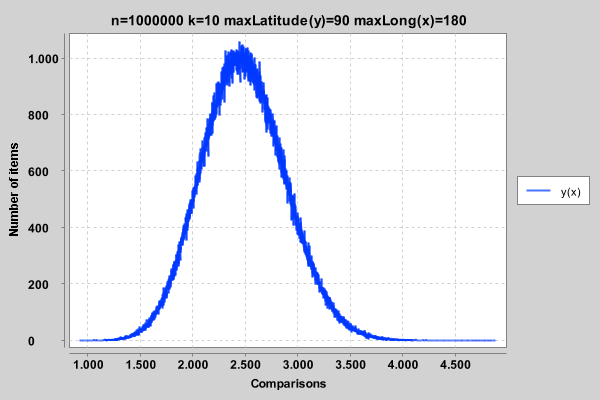 n=1000000 k=10 maxLatitude(y)=90 maxLong(x)=180
Number of items
1.000
800
600
400
200
0
1.000 1.500 2.000 2.500 3.000 3.500 4.000 4.500
Comparisons
y(x)